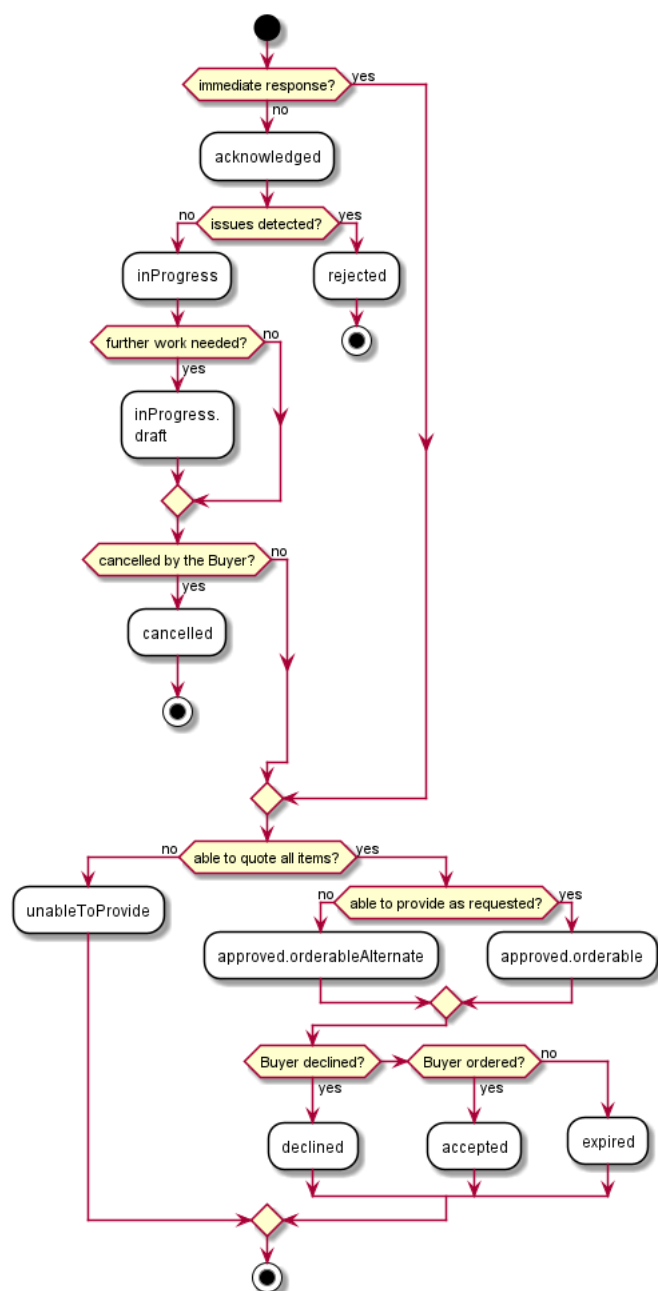 immediate response?
yes
no
acknowledged
no
issues detected?
yes
inProgress
rejected
further work needed?
no
yes
inProgress.
draft
cancelled by the Buyer?
no
yes
cancelled
no
able to quote all items?
yes
unableToProvide
no
able to provide as requested?
yes
approved.orderableAlternate
approved.orderable
Buyer declined?
Buyer ordered?
no
yes
yes
declined
accepted
expired